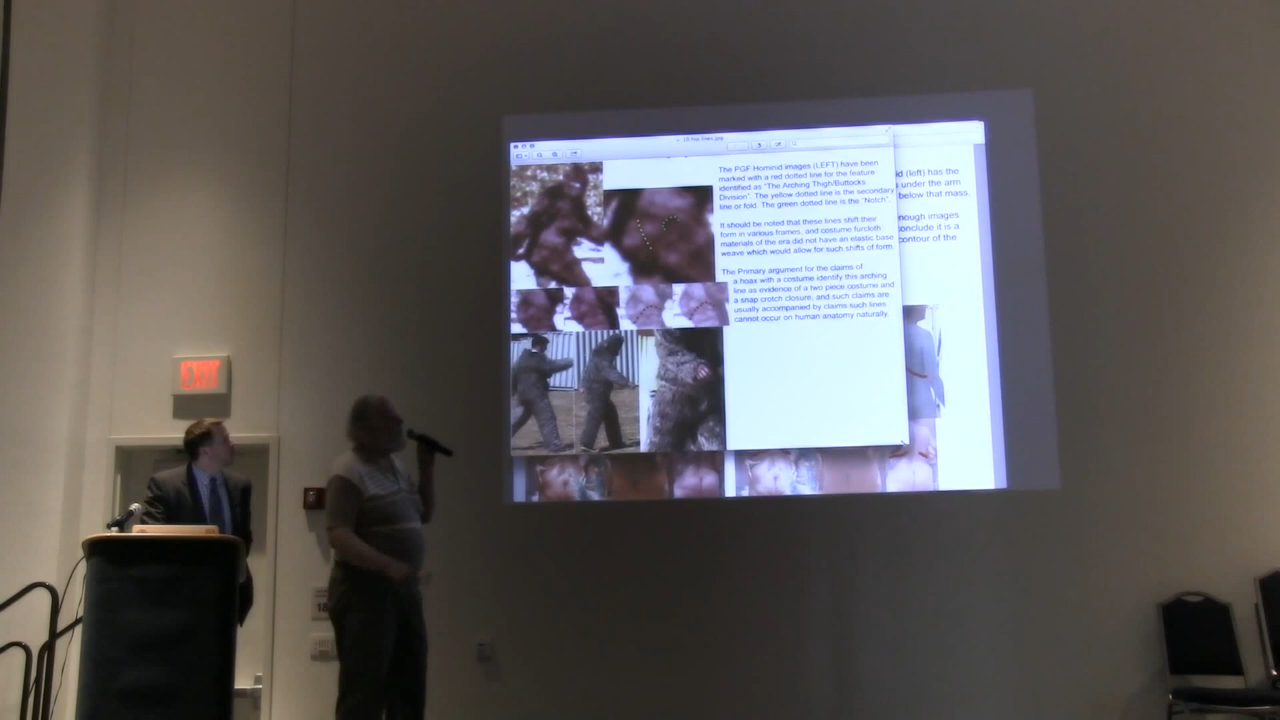 10 hip lines.jpg
The PGF Hominid images (LEFT) have been
marked with a red dotted line for the feature
identified as "The Arching Thigh/Buttocks
Division". The yellow dotted line is the secondary
line or fold. The green dotted line is the "Notch".
It should be noted that these lines shift their
form in various frames, and costume furcloth
materials of the era did not have an elastic base
weave which would allow for such shifts of form.
The Primary argument for the claims of
a hoax with a costume identify this arching
line as evidence of a two piece costume and
a snap crotch closure, and such claims are
usually accompanied by claims such lines
cannot occur on human anatomy naturally.
(left) has the
under the arm
below that mass.
nough images
conclude it is a
contour of the
EXIT
18